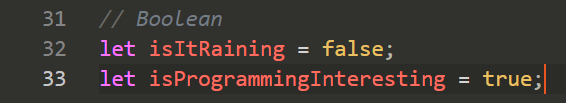 31 // Boolean
32 let isItRaining = false;
33 let isProgrammingInteresting = true;